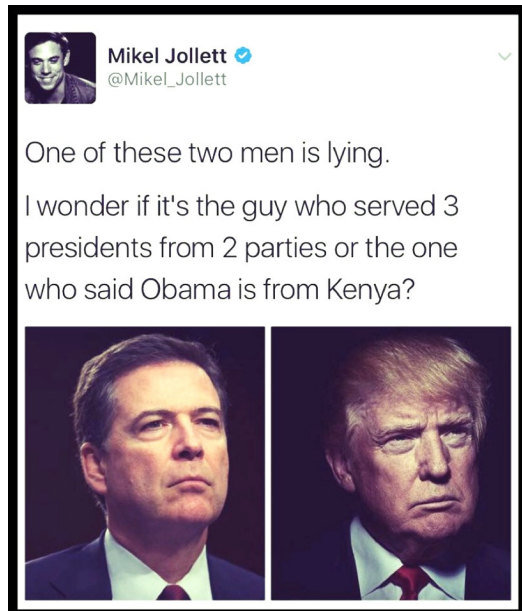 Mikel Jollett
@Mikel_Jollett
One of these two men is lying.
I wonder if it's the guy who served 3
presidents from 2 parties or the one
who said Obama is from Kenya?